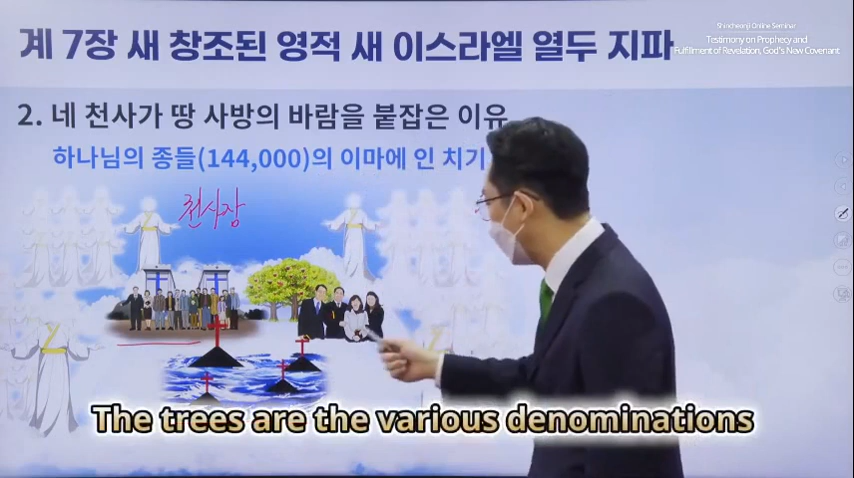 계 7장 새 창조된 영적 새 이스라엘 열두 지파
Shincheonji Online Seminar
Testimony on Prophecy and
Fulfillment of Revelation, God's New Covenant
2. 네 천사가 땅 사방의 바람을 붙잡은 이유
하나님의 종들(144,000)의 이마에 인 치기
천사장
The trees are the various denominations